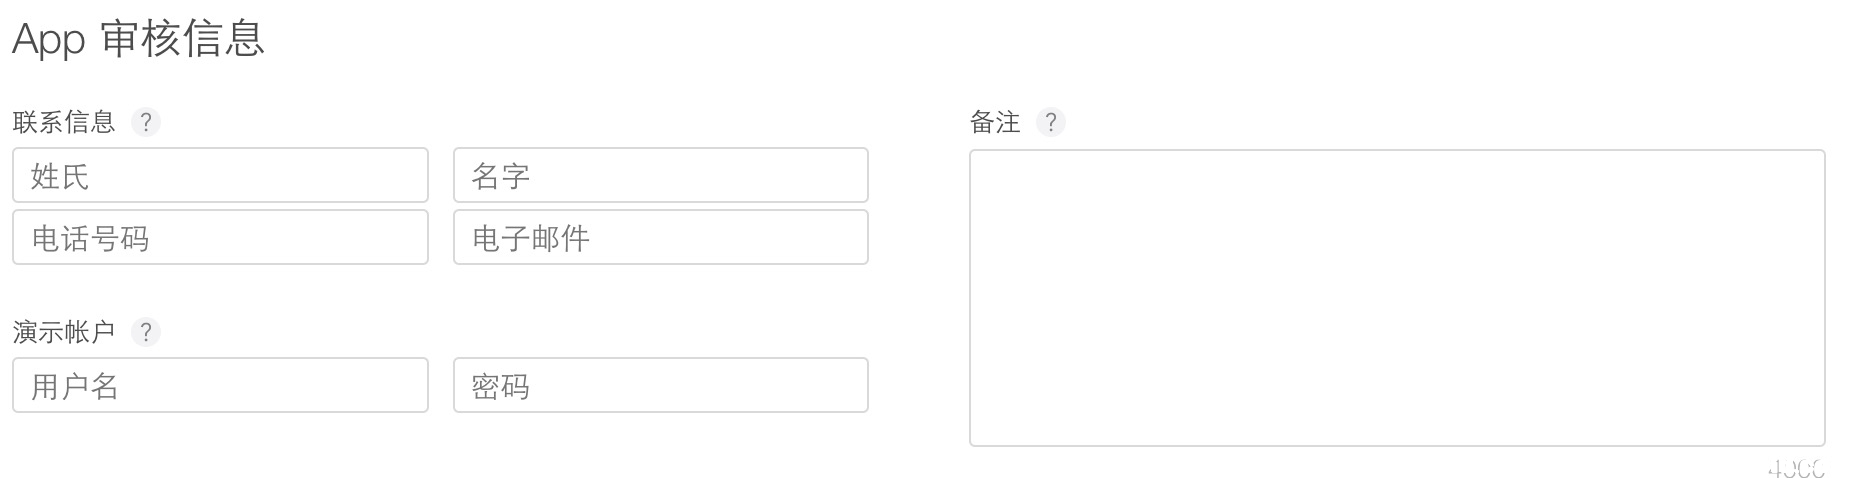 App 审核信息
联系信息 ?
姓氏
名字
电话号码
电子邮件
演示帐户 ?
用户名
密码
备注 ?